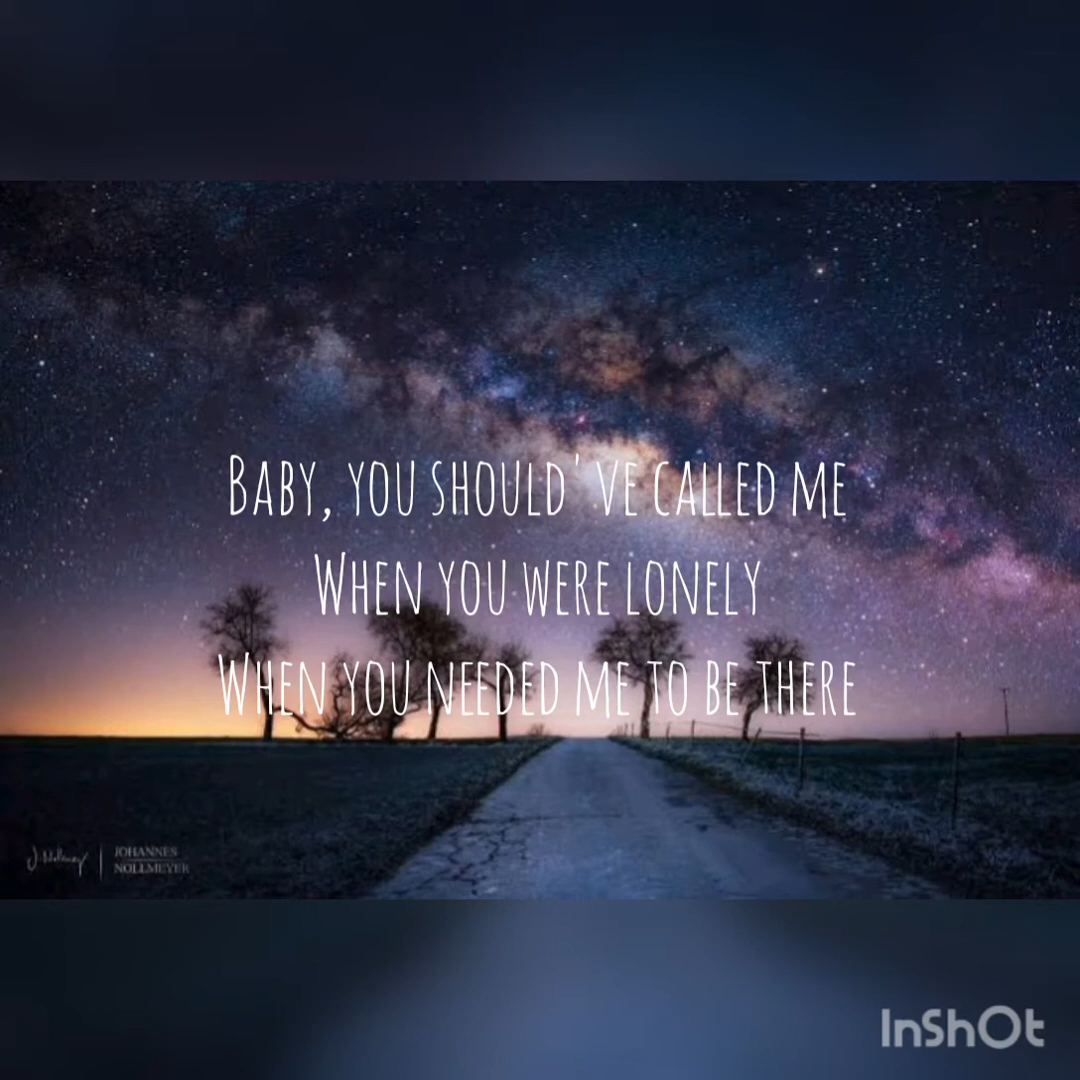 Baby, you should've called me
When you were lonely
When you needed me to be there
JOHANNES
NOLLMEYER
InShOt